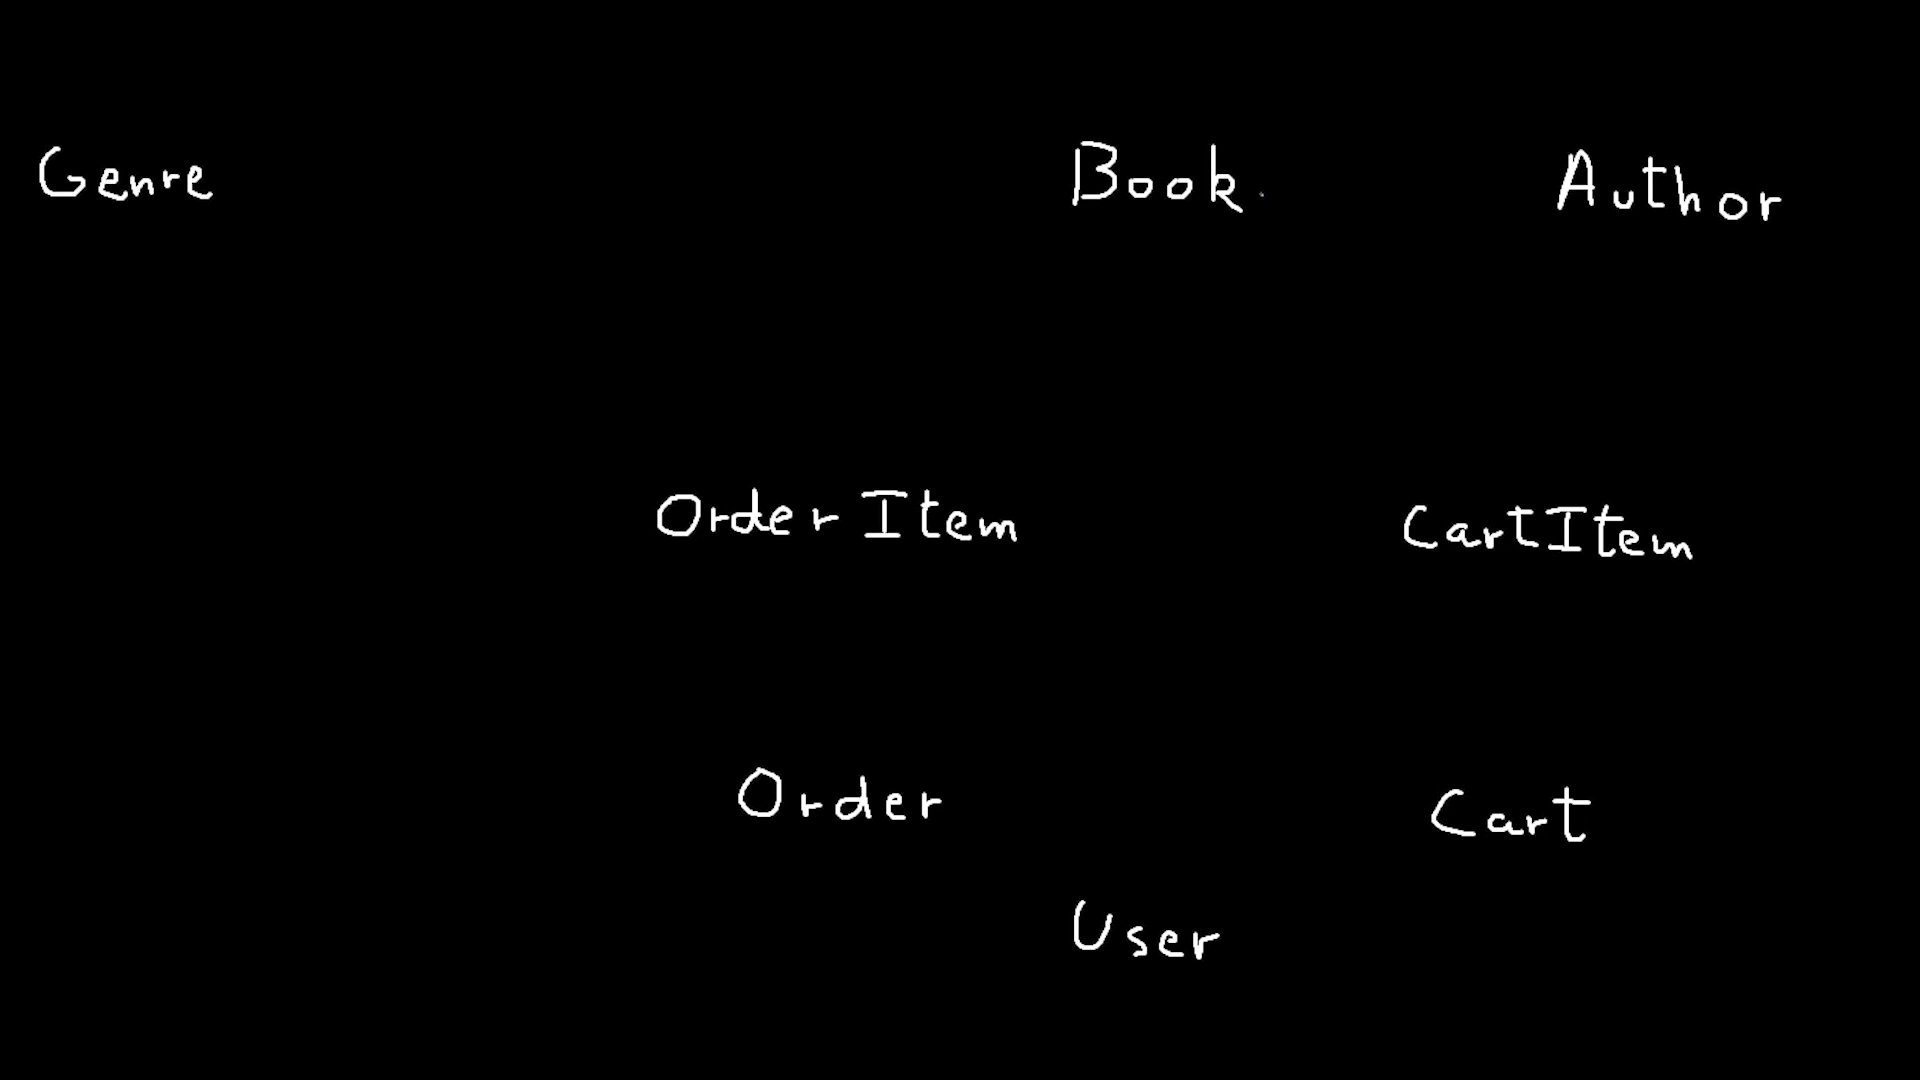 Genre
Book
Author
OrderItem
CartItem
Order
Cart
User